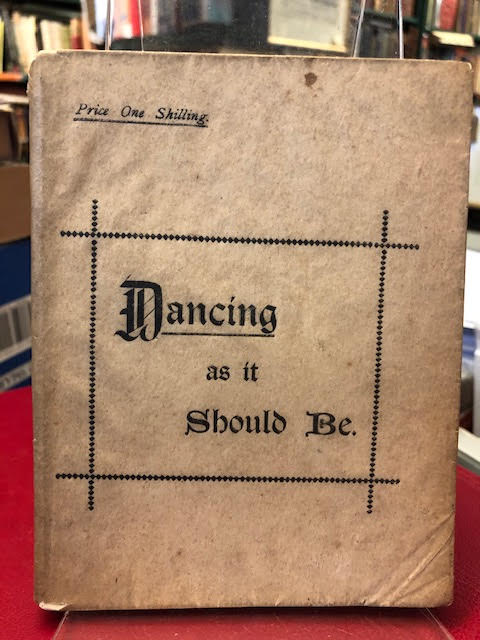 Price One Shilling.
Dancing
as it
Should Be.